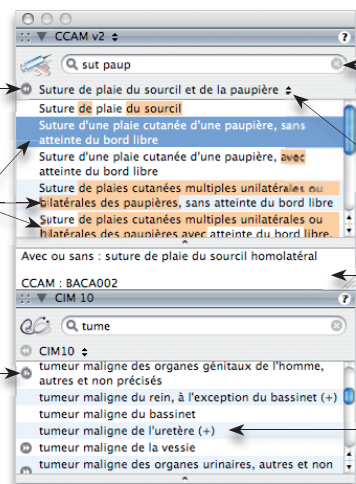 CCAM v2
?
sut paup
Suture de plaie du sourcil et de la paupière
Suture de plaie du sourcil
Suture d'une plaie cutanée d'une paupière, sans
atteinte du bord libre
Suture d'une plaie cutanée d'une paupière, avec
atteinte du bord libre
Suture de plaies cutanées multiples unilatérales ou
bilatérales des paupières, sans atteinte du bord libre
Suture de plaies cutanées multiples unilatérales ou
bilatérales des paupières avec atteinte du bord libre.
Avec ou sans : suture de plaie du sourcil homolatéral
CCAM : BACA002
CIM 10
?
tume
CIM10
tumeur maligne des organes génitaux de l'homme,
autres et non précisés
tumeur maligne du rein, à l'exception du bassinet (+)
tumeur maligne du bassinet
tumeur maligne de l'uretère (+)
tumeur maligne de la vessie
tumeur maligne des organes urinaires, autres et non